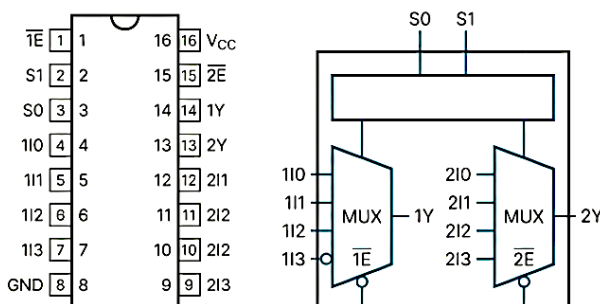 1E 1 1 16 16 VCC
S1 2 2 15 15 2E
S0 3 3 14 14 1Y
1I0 4 4 13 13 2Y
1I1 5 5 12 12 2I1
1I2 6 6 11 11 2I2
1I3 7 7 10 10 2I2
GND 8 8 9 9 2I3
S0 S1
1I0
1I1
1I2
1I3
MUX
1E
1Y
2I0
2I1
2I2
2I3
MUX
2E
2Y